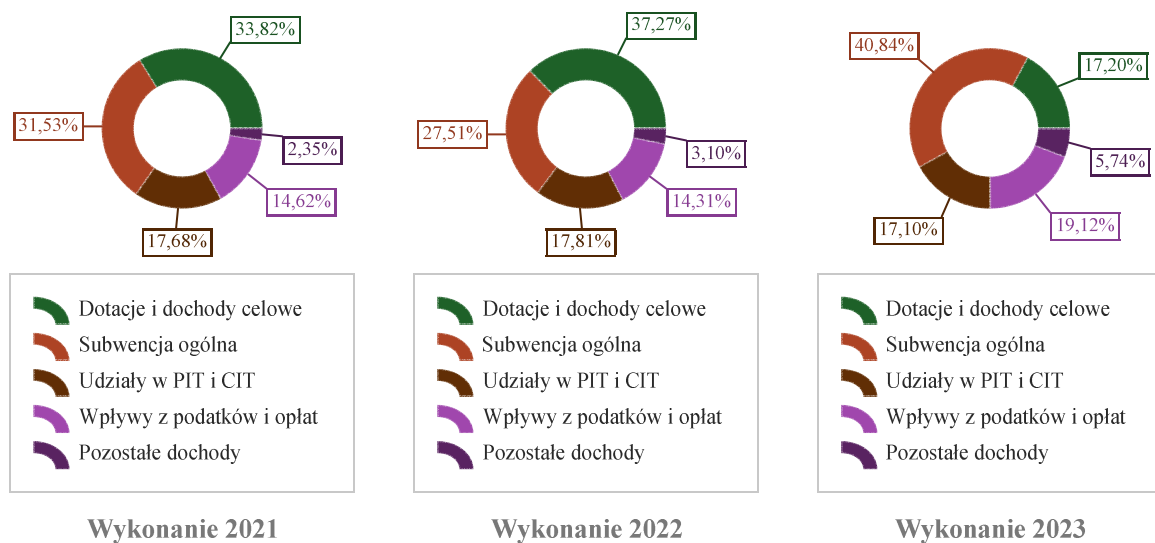 33,82%
31,53%
2,35%
14,62%
17,68%
Dotacje i dochody celowe
Subwencja ogólna
Udziały w PIT i CIT
Wpływy z podatków i opłat
Pozostałe dochody
Wykonanie 2021
37,27%
27,51%
3,10%
14,31%
17,81%
Dotacje i dochody celowe
Subwencja ogólna
Udziały w PIT i CIT
Wpływy z podatków i opłat
Pozostałe dochody
Wykonanie 2022
40,84%
17,20%
5,74%
19,12%
17,10%
Dotacje i dochody celowe
Subwencja ogólna
Udziały w PIT i CIT
Wpływy z podatków i opłat
Pozostałe dochody
Wykonanie 2023